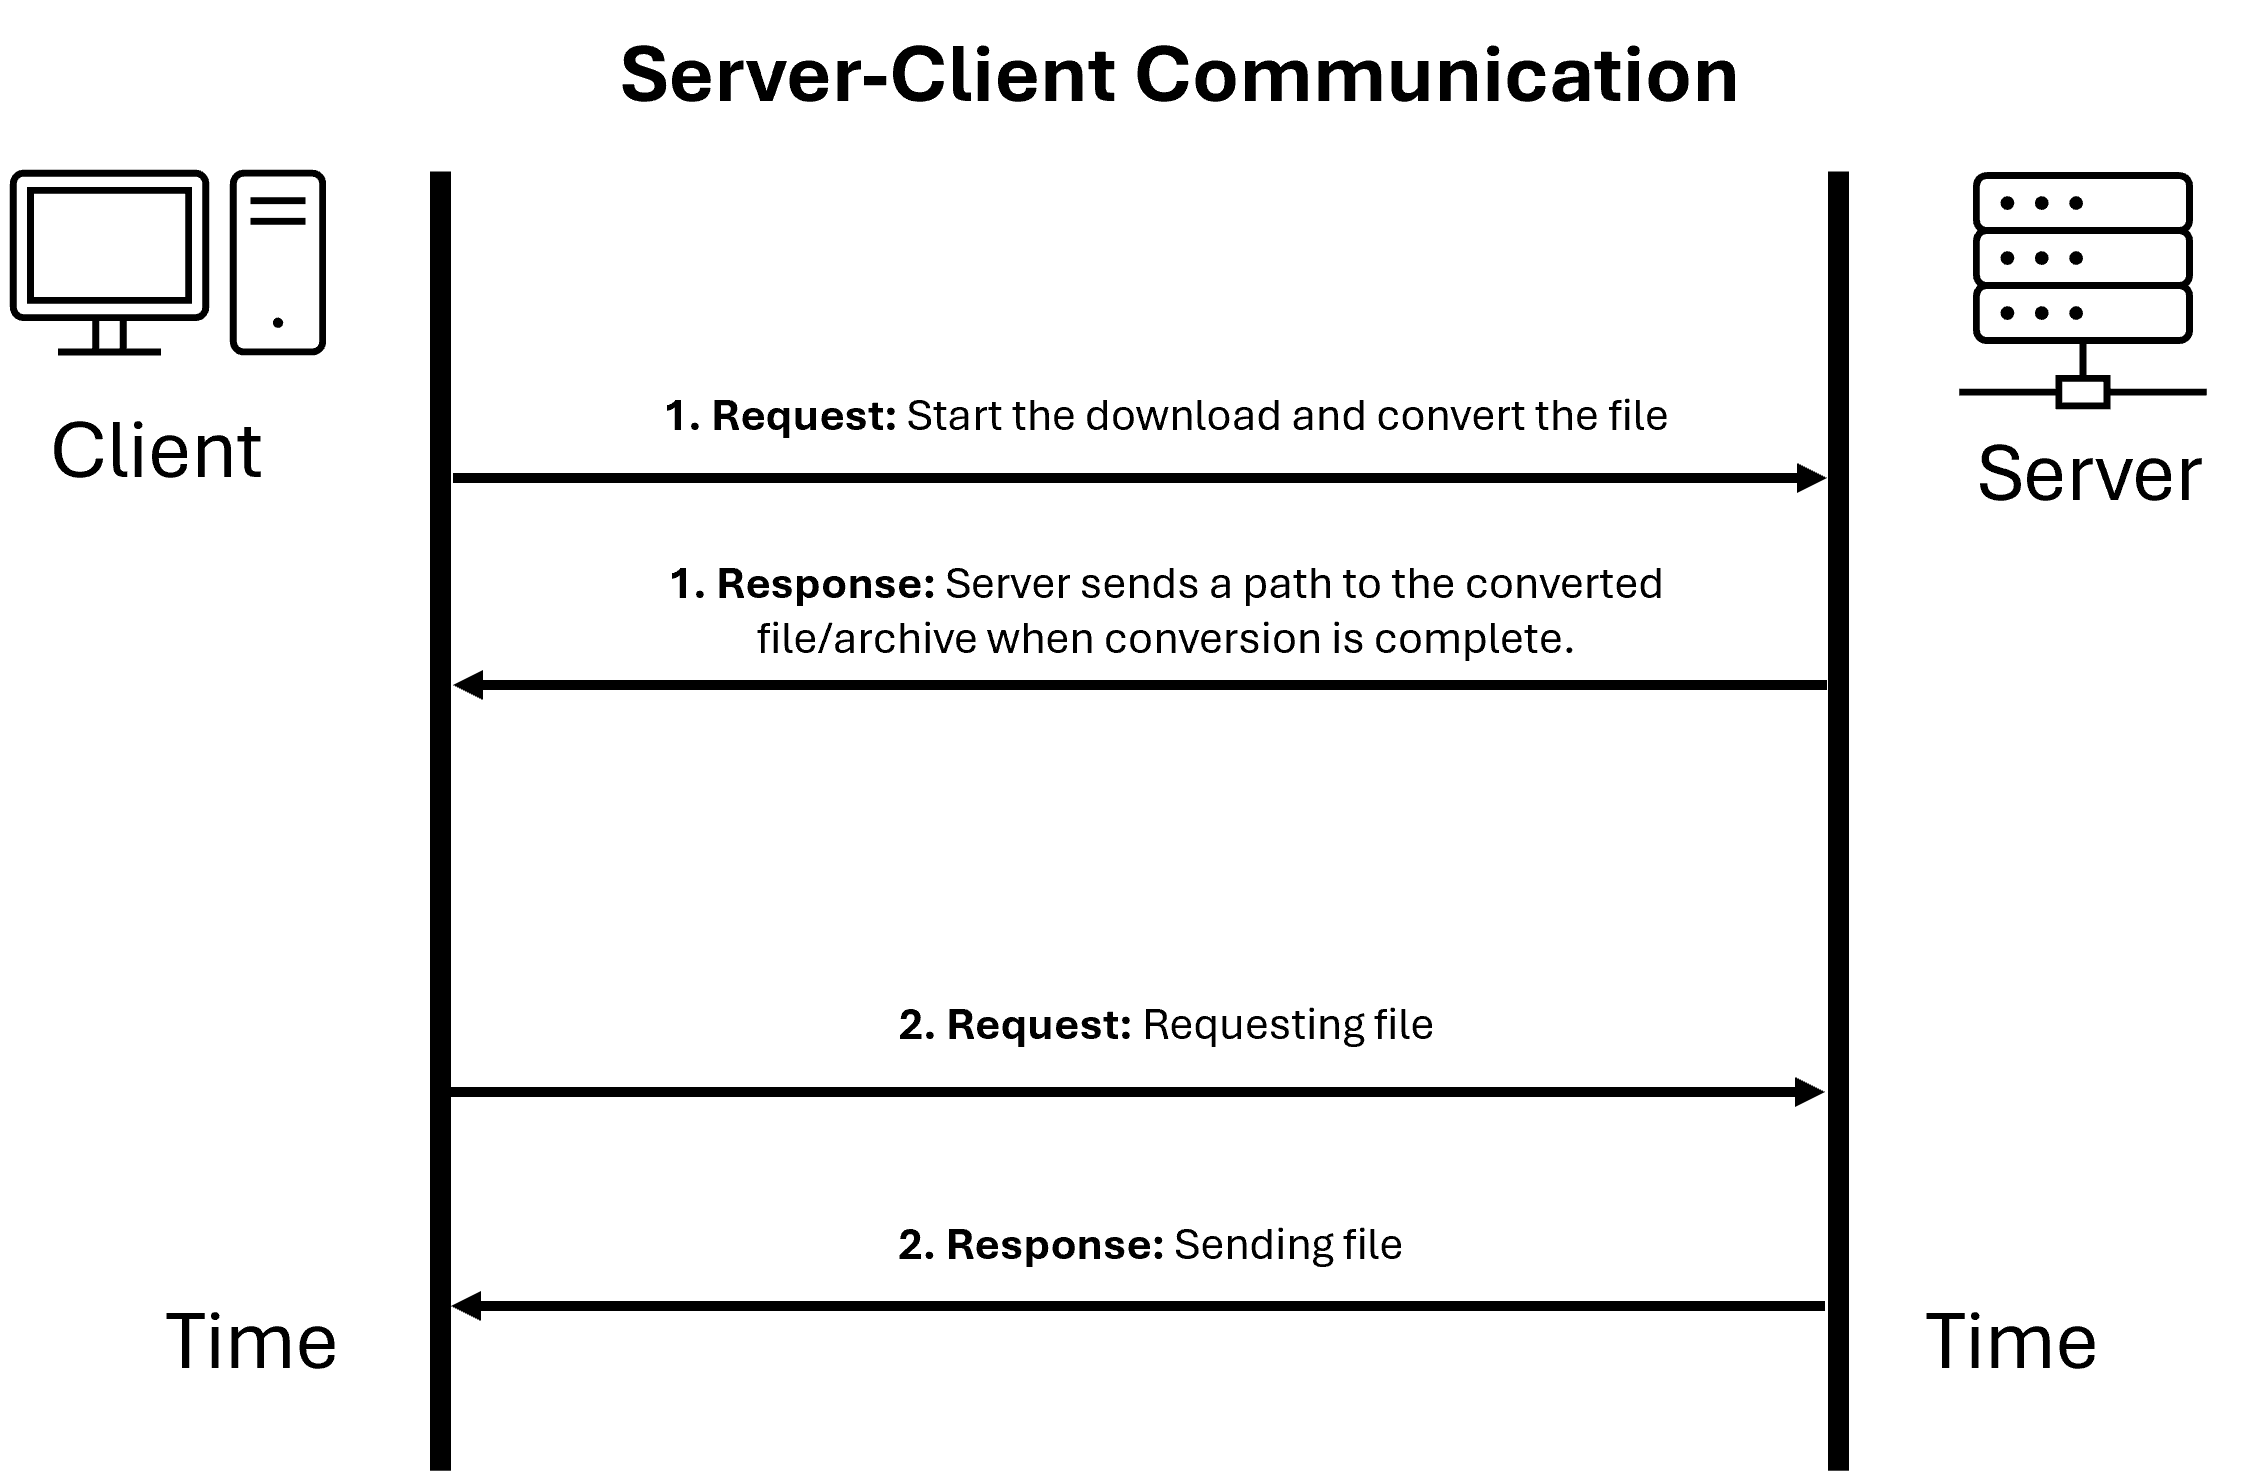 Server-Client Communication
Client
Server
1. Request: Start the download and convert the file
1. Response: Server sends a path to the converted
file/archive when conversion is complete.
2. Request: Requesting file
2. Response: Sending file
Time
Time